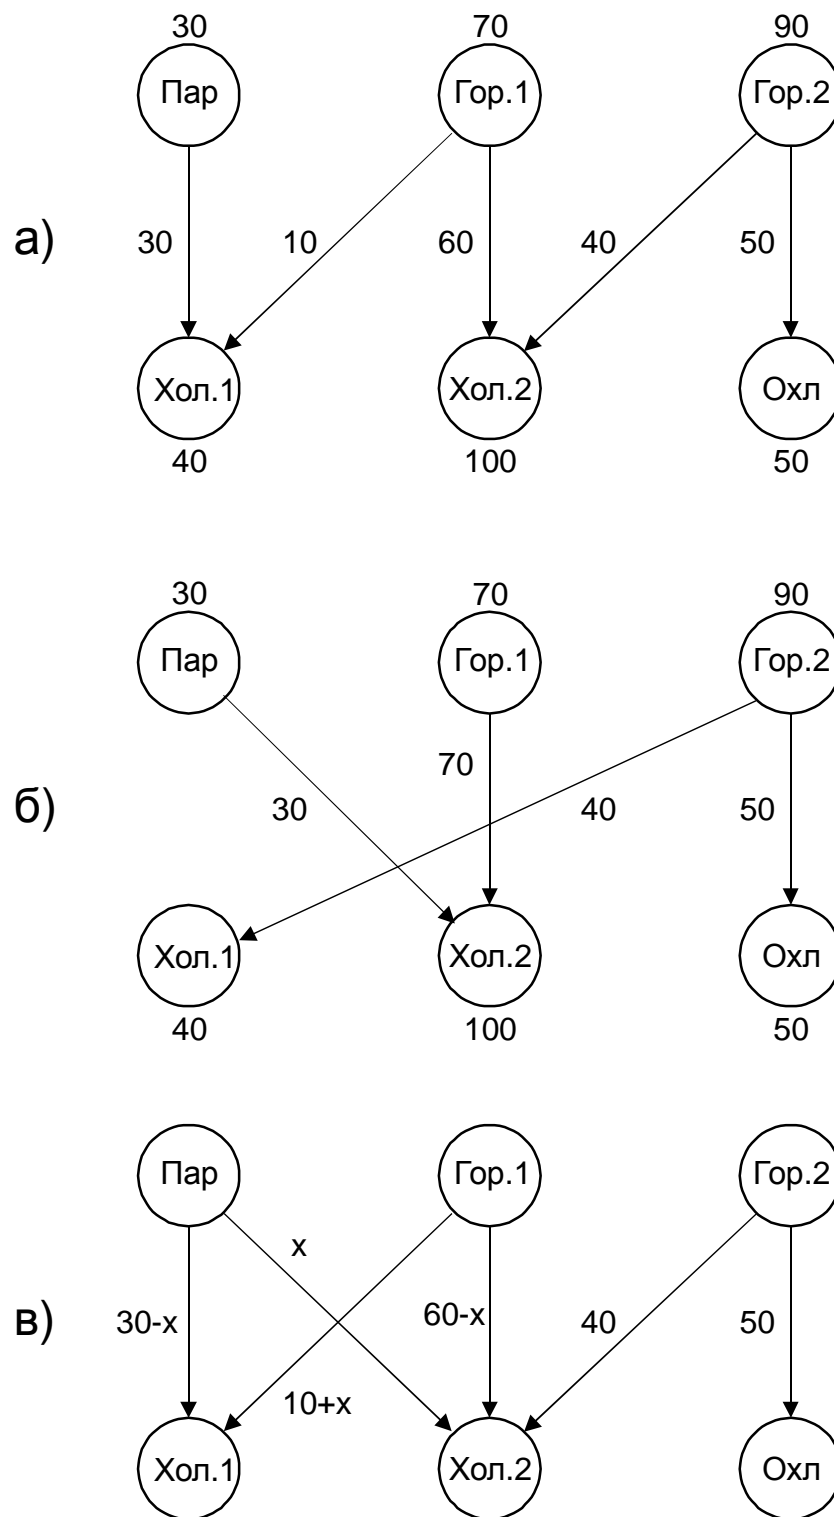 30 70 90
Пар Гор.1 Гор.2
а) 30 10 60 40 50
Хол.1 Хол.2 Охл
40 100 50
30 70 90
Пар Гор.1 Гор.2
70
б) 30 40 50
Хол.1 Хол.2 Охл
40 100 50
Пар Гор.1 Гор.2
x
в) 30-x 60-x 40 50
10+x
Хол.1 Хол.2 Охл